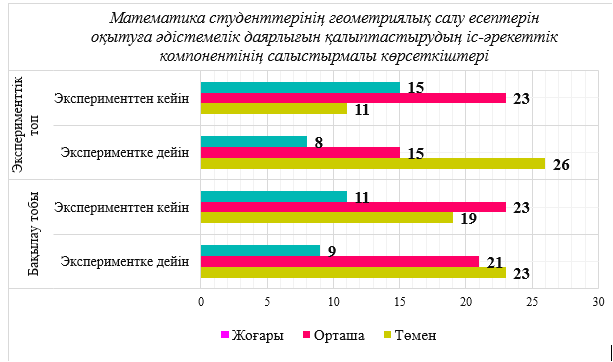 Математика студенттерінің геометриялық салу есептерін
оқытуға әдістемелік даярлығын қалыптастырудың іс-әрекеттік
компонентінің салыстырмалы көрсеткіштері
Эксперименттік
топ
Эксперименттен кейін
15
23
11
Экспериментке дейін
8
15
26
Бақылау тобы
Эксперименттен кейін
11
23
19
Экспериментке дейін
9
21
23
0 5 10 15 20 25 30
Жоғары Орташа Төмен